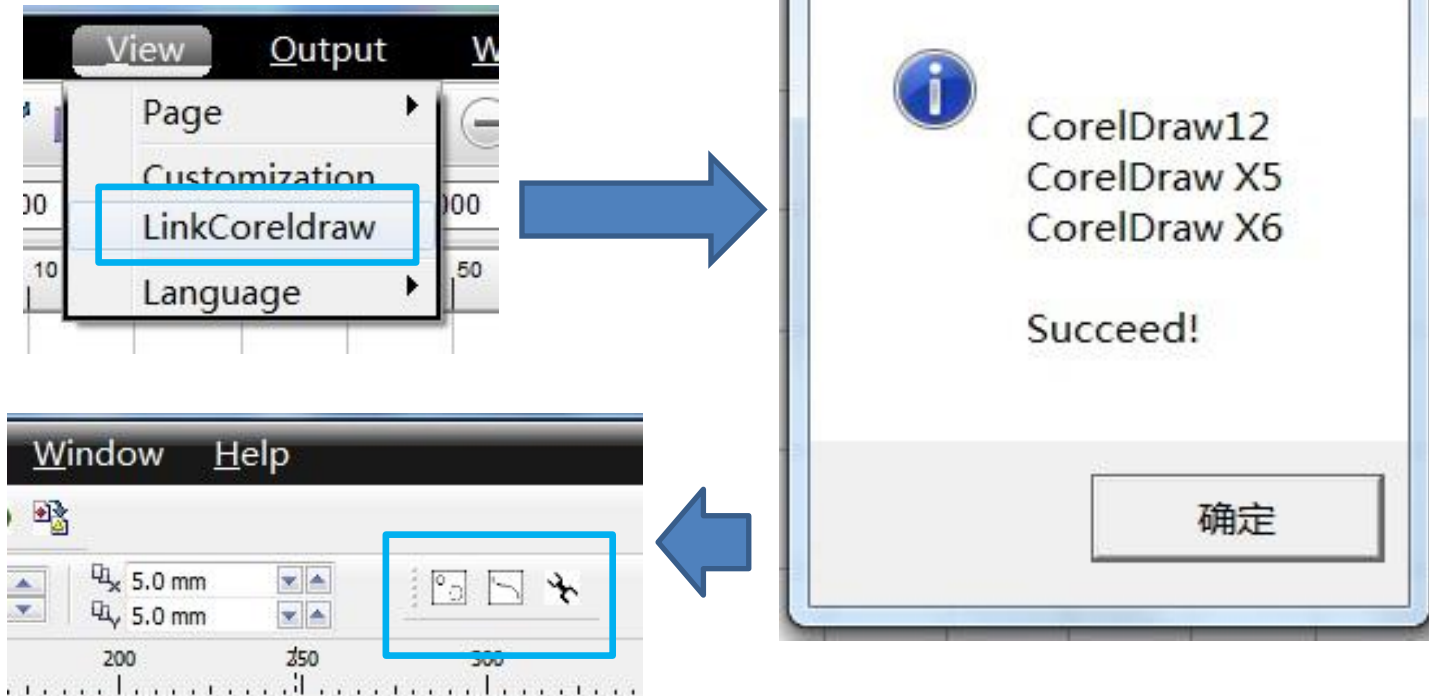 View Output W
Page
Customization
00
000
LinkCoreldraw
10
50
Language
CorelDraw12
CorelDraw X5
CorelDraw X6
Succeed!
确定
Window Help
x 5.0 mm
y 5.0 mm
200 250 300